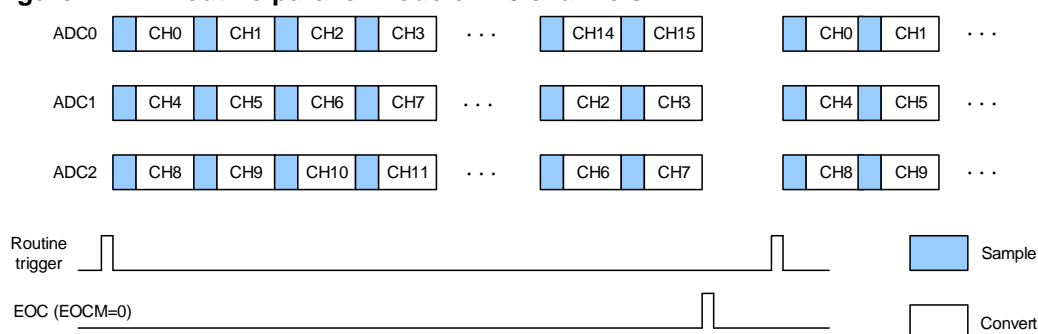 ADC0 CH0 CH1 CH2 CH3 . . . CH14 CH15 CH0 CH1 . . .
ADC1 CH4 CH5 CH6 CH7 . . . CH2 CH3 CH4 CH5 . . .
ADC2 CH8 CH9 CH10 CH11 . . . CH6 CH7 CH8 CH9 . . .
Routine
trigger
Sample
EOC (EOCM=0)
Convert